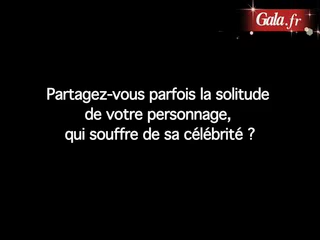 Gala.fr
Partagez-vous parfois la solitude
de votre personnage,
qui souffre de sa célébrité ?